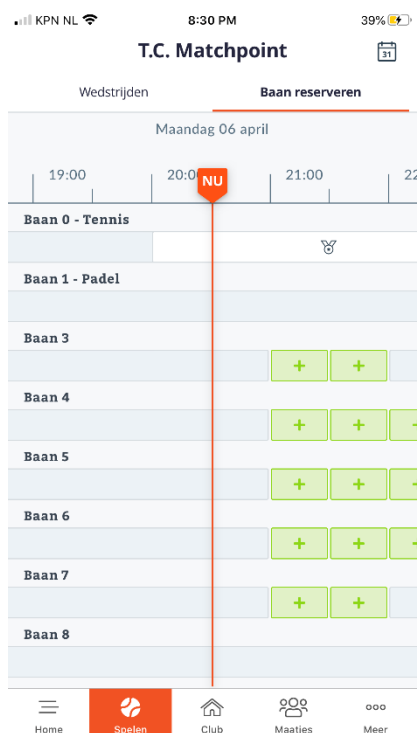 KPN NL 8:30 PM 39%
T.C. Matchpoint 31
Wedstrijden Baan reserveren
Maandag 06 april
19:00 20:0 NU 21:00 22
Baan 0 - Tennis
Baan 1 - Padel
Baan 3
+ +
Baan 4
+ + +
Baan 5
+ + +
Baan 6
+ + +
Baan 7
+ +
Baan 8
Home Spelen Club Maatjes Meer